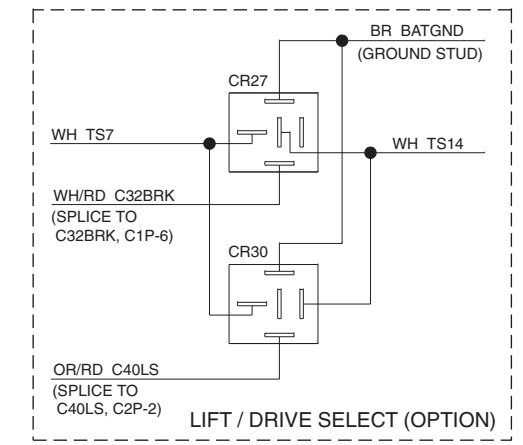 BR BATGND
(GROUND STUD)
CR27
WH TS7
WH TS14
WH/RD C32BRK
(SPLICE TO
C32BRK, C1P-6)
CR30
OR/RD C40LS
(SPLICE TO
C40LS, C2P-2)
LIFT / DRIVE SELECT (OPTION)